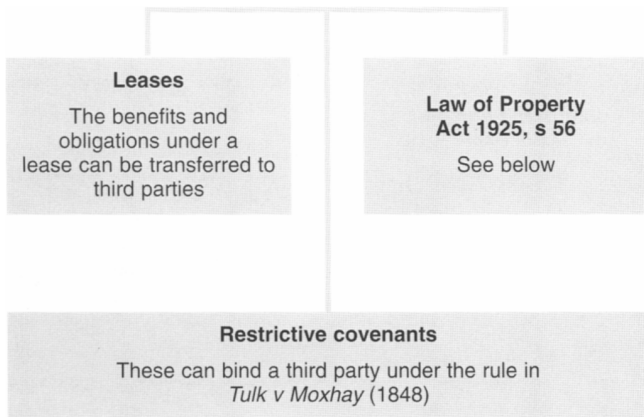 Leases
The benefits and
obligations under a
lease can be transferred to
third parties
Law of Property
Act 1925, s 56
See below
Restrictive covenants
These can bind a third party under the rule in
Tulk v Moxhay (1848)